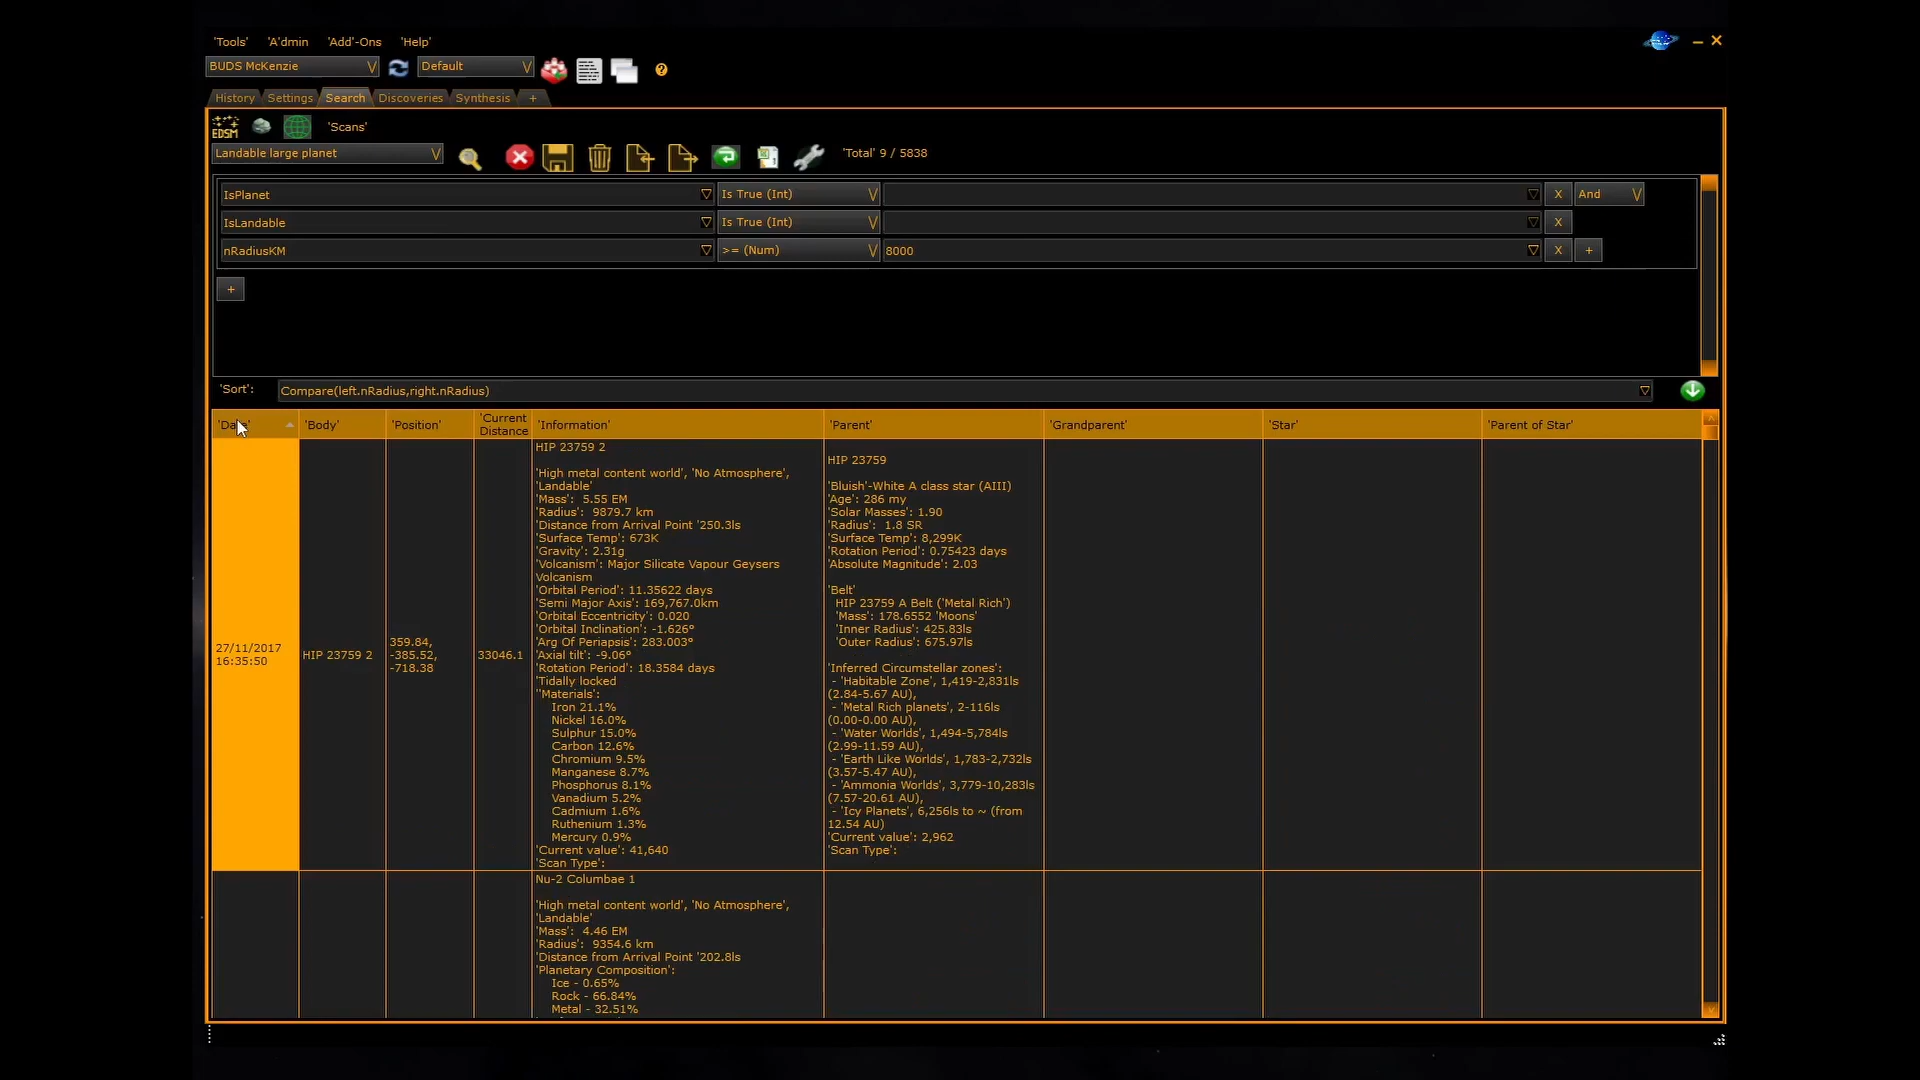 'Tools' 'A'dmin 'Add'-Ons 'Help'
BUDS McKenzie Default
History Settings Search Discoveries Synthesis +
EDSM 'Scans'
Landable large planet 'Total' 9 / 5838
IsPlanet Is True (Int) X And
IsLandable Is True (Int) X
nRadiusKM >= (Num) 8000 X +
+
'Sort': Compare(left.nRadius,right.nRadius)
'Date' 'Body' 'Position' 'Current Distance 'Information' 'Parent' 'Grandparent' 'Star' 'Parent of Star'
27/11/2017
16:35:50
HIP 23759 2
359.84,
-385.52,
-718.38
33046.1
HIP 23759 2
'High metal content world', 'No Atmosphere',
'Landable'
'Mass': 5.55 EM
'Radius': 9879.7 km
'Distance from Arrival Point '250.3ls
'Surface Temp': 673K
'Gravity': 2.31g
'Volcanism': Major Silicate Vapour Geysers
Volcanism
'Orbital Period': 11.35622 days
'Semi Major Axis': 169,767.0km
'Orbital Eccentricity': 0.020
'Orbital Inclination': -1.626°
'Arg Of Periapsis': 283.003°
'Axial tilt': -9.06°
'Rotation Period': 18.3584 days
'Tidally locked
''Materials':
Iron 21.1%
Nickel 16.0%
Sulphur 15.0%
Carbon 12.6%
Chromium 9.5%
Manganese 8.7%
Phosphorus 8.1%
Vanadium 5.2%
Cadmium 1.6%
Ruthenium 1.3%
Mercury 0.9%
'Current value': 41,640
'Scan Type':
HIP 23759
'Bluish'-White A class star (AIII)
'Age': 286 my
'Solar Masses': 1.90
'Radius': 1.8 SR
'Surface Temp': 8,299K
'Rotation Period': 0.75423 days
'Absolute Magnitude': 2.03
'Belt'
HIP 23759 A Belt ('Metal Rich')
'Mass': 178.6552 'Moons'
'Inner Radius': 425.83ls
'Outer Radius': 675.97ls
'Inferred Circumstellar zones':
- 'Habitable Zone', 1,419-2,831ls
(2.84-5.67 AU),
- 'Metal Rich planets', 2-116ls
(0.00-0.00 AU),
- 'Water Worlds', 1,494-5,784ls
(2.99-11.59 AU),
- 'Earth Like Worlds', 1,783-2,732ls
(3.57-5.47 AU),
- 'Ammonia Worlds', 3,779-10,283ls
(7.57-20.61 AU),
- 'Icy Planets', 6,256ls to ~ (from
12.54 AU)
'Current value': 2,962
'Scan Type':
Nu-2 Columbae 1
'High metal content world', 'No Atmosphere',
'Landable'
'Mass': 4.46 EM
'Radius': 9354.6 km
'Distance from Arrival Point '202.8ls
'Planetary Composition':
Ice - 0.65%
Rock - 66.84%
Metal - 32.51%